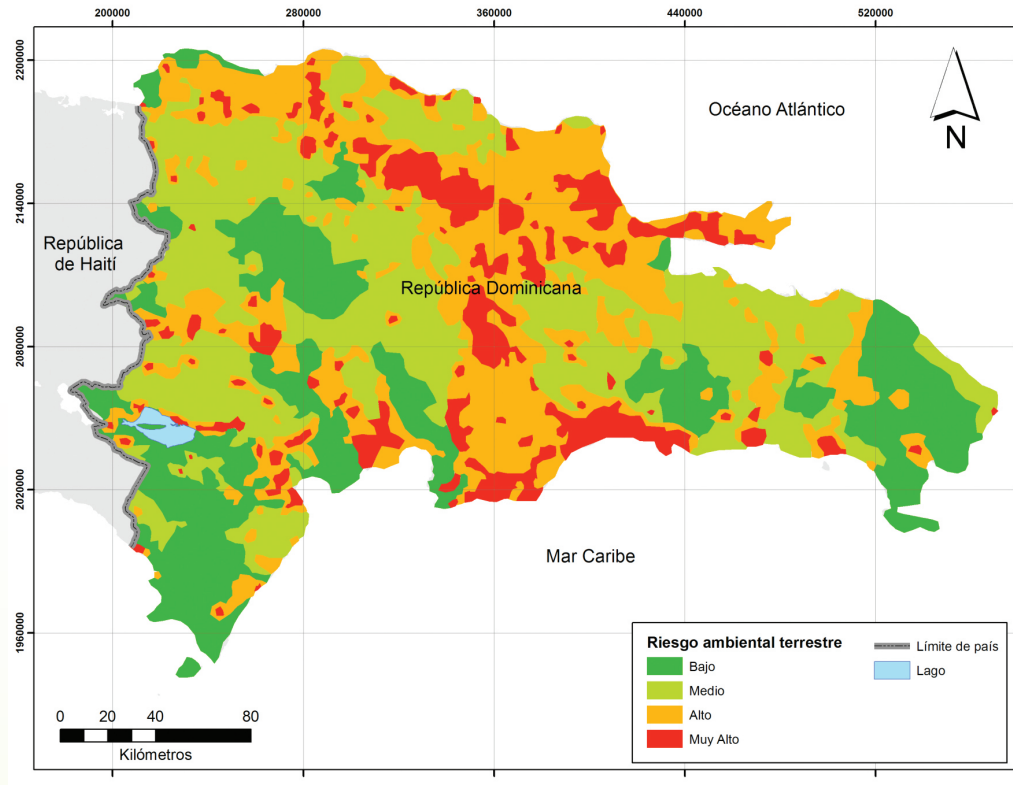 200000 280000 360000 440000 520000
2200000
2140000
2080000
2020000
1960000
Océano Atlántico
N
República
de Haití
República Dominicana
Mar Caribe
Riesgo ambiental terrestre
Bajo
Medio
Alto
Muy Alto
Límite de país
Lago
0 20 40 80
Kilómetros